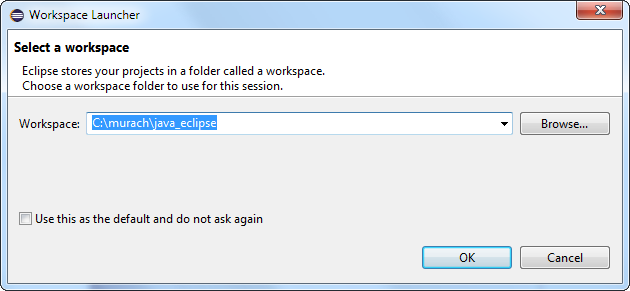 Workspace Launcher
Select a workspace
Eclipse stores your projects in a folder called a workspace.
Choose a workspace folder to use for this session.
Workspace: C:\murach\java_eclipse Browse...
Use this as the default and do not ask again
OK Cancel